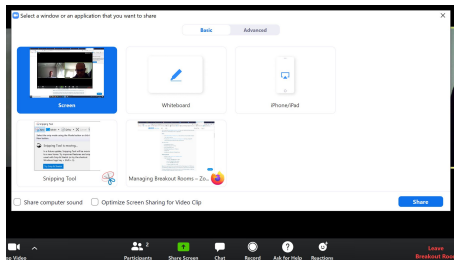 Select a window or an application that you want to share
Basic
Advanced
Screen
Whiteboard
iPhone/iPad
Snipping Tool
Managing Breakout Rooms – Zo...
Share computer sound
Optimize Screen Sharing for Video Clip
Share
2
op Video
Participants
Share Screen
Chat
Record
Ask for Help
Reactions
Leave
Breakout Roo